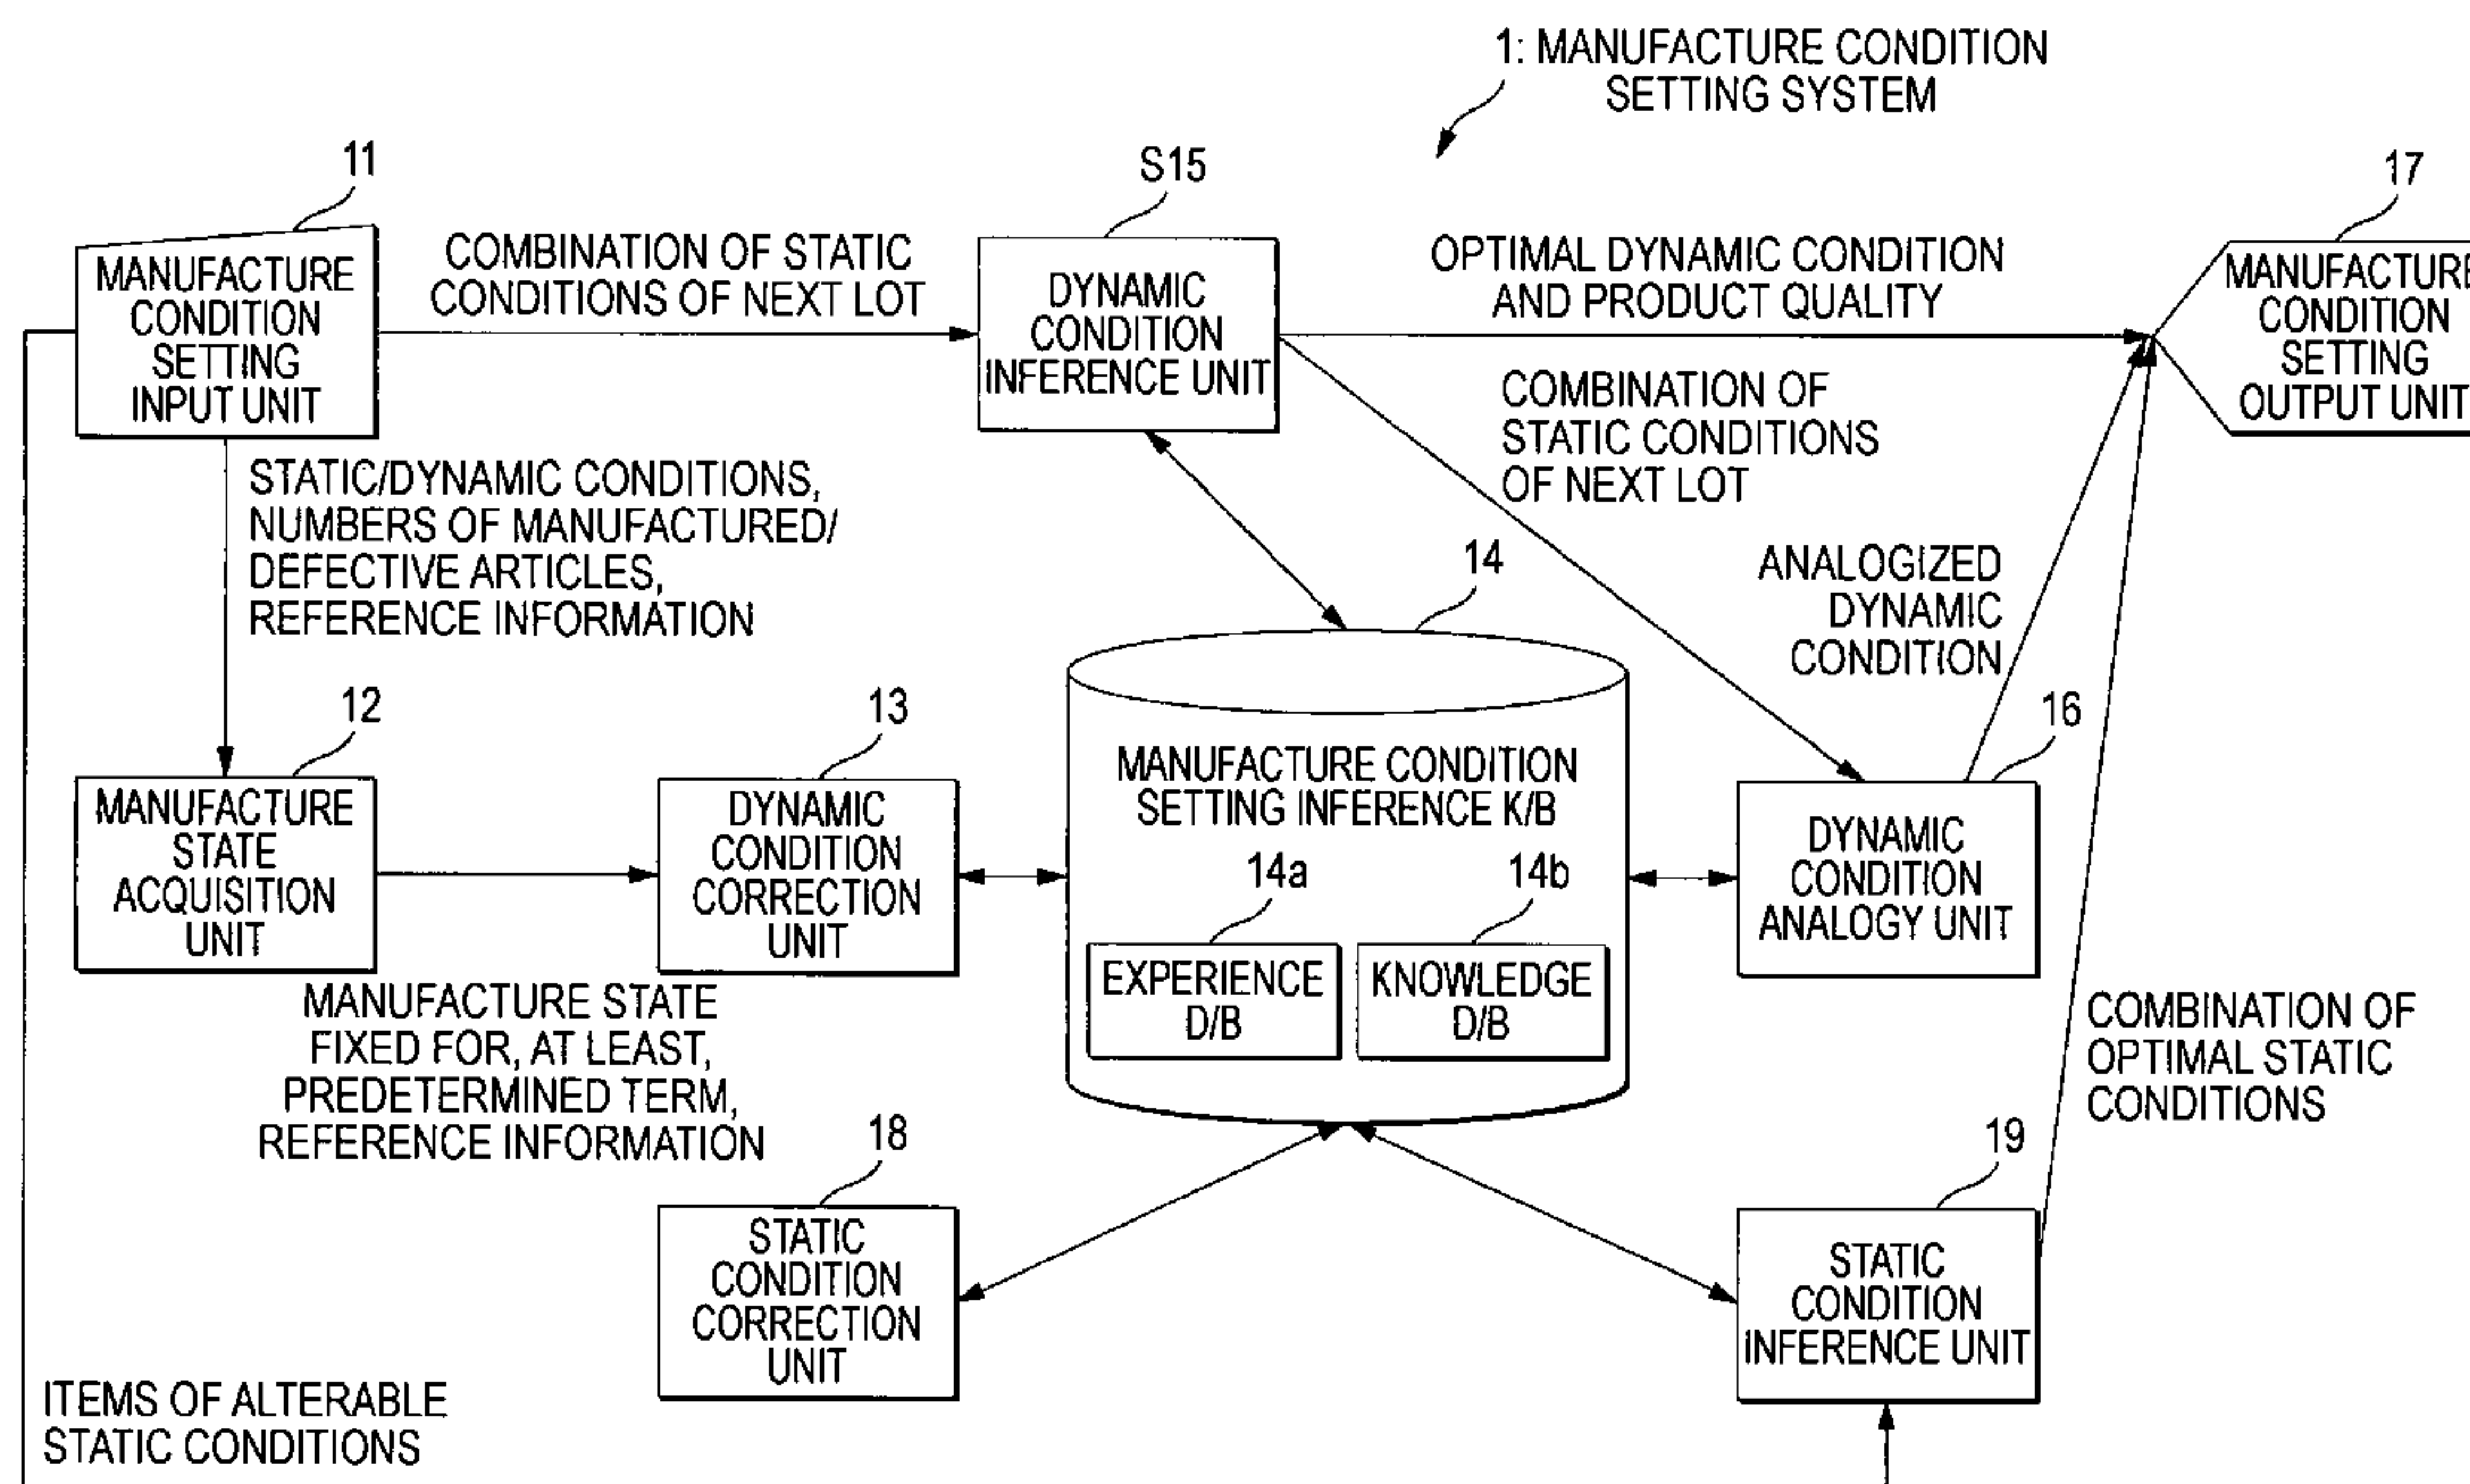 1: MANUFACTURE CONDITION
SETTING SYSTEM
11
MANUFACTURE
CONDITION
SETTING
INPUT UNIT
COMBINATION OF STATIC
CONDITIONS OF NEXT LOT
S15
DYNAMIC
CONDITION
INFERENCE UNIT
OPTIMAL DYNAMIC CONDITION
AND PRODUCT QUALITY
17
MANUFACTURE
CONDITION
SETTING
OUTPUT UNIT
STATIC/DYNAMIC CONDITIONS,
NUMBERS OF MANUFACTURED/
DEFECTIVE ARTICLES,
REFERENCE INFORMATION
COMBINATION OF
STATIC CONDITIONS
OF NEXT LOT
ANALOGIZED
DYNAMIC
CONDITION
12
MANUFACTURE
STATE
ACQUISITION
UNIT
13
DYNAMIC
CONDITION
CORRECTION
UNIT
14
MANUFACTURE CONDITION
SETTING INFERENCE K/B
14a
EXPERIENCE
D/B
14b
KNOWLEDGE
D/B
16
DYNAMIC
CONDITION
ANALOGY UNIT
MANUFACTURE STATE
FIXED FOR, AT LEAST,
PREDETERMINED TERM,
REFERENCE INFORMATION
COMBINATION OF
OPTIMAL STATIC
CONDITIONS
18
STATIC
CONDITION
CORRECTION
UNIT
19
STATIC
CONDITION
INFERENCE UNIT
ITEMS OF ALTERABLE
STATIC CONDITIONS